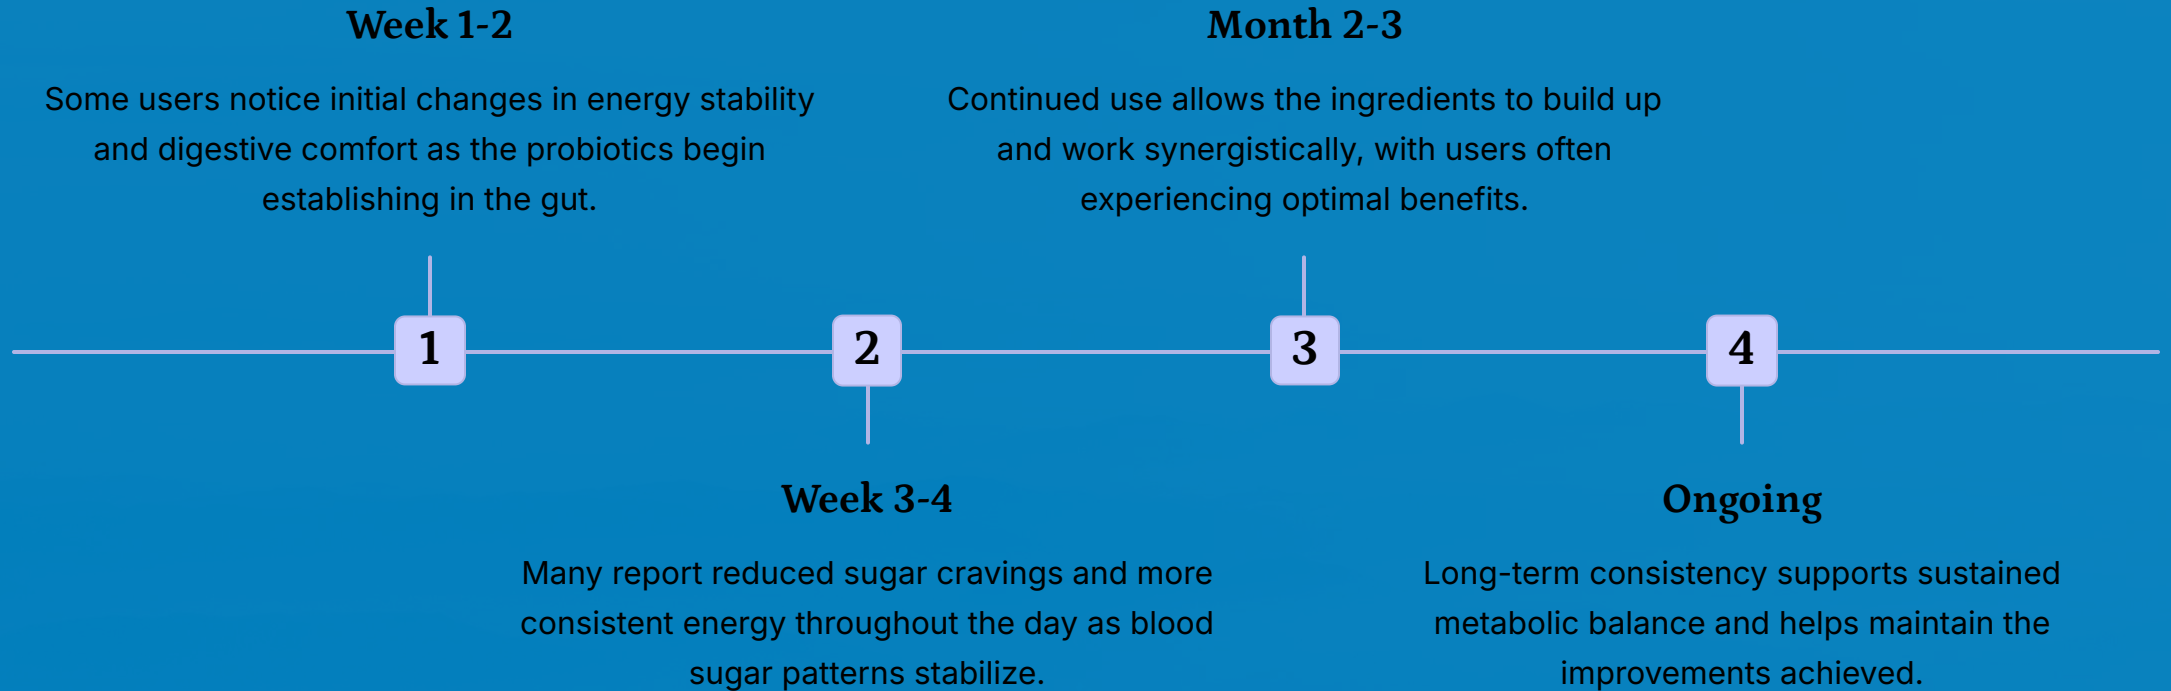 Week 1-2
Some users notice initial changes in energy stability
and digestive comfort as the probiotics begin
establishing in the gut.
Month 2-3
Continued use allows the ingredients to build up
and work synergistically, with users often
experiencing optimal benefits.
1
2
3
4
Week 3-4
Many report reduced sugar cravings and more
consistent energy throughout the day as blood
sugar patterns stabilize.
Ongoing
Long-term consistency supports sustained
metabolic balance and helps maintain the
improvements achieved.